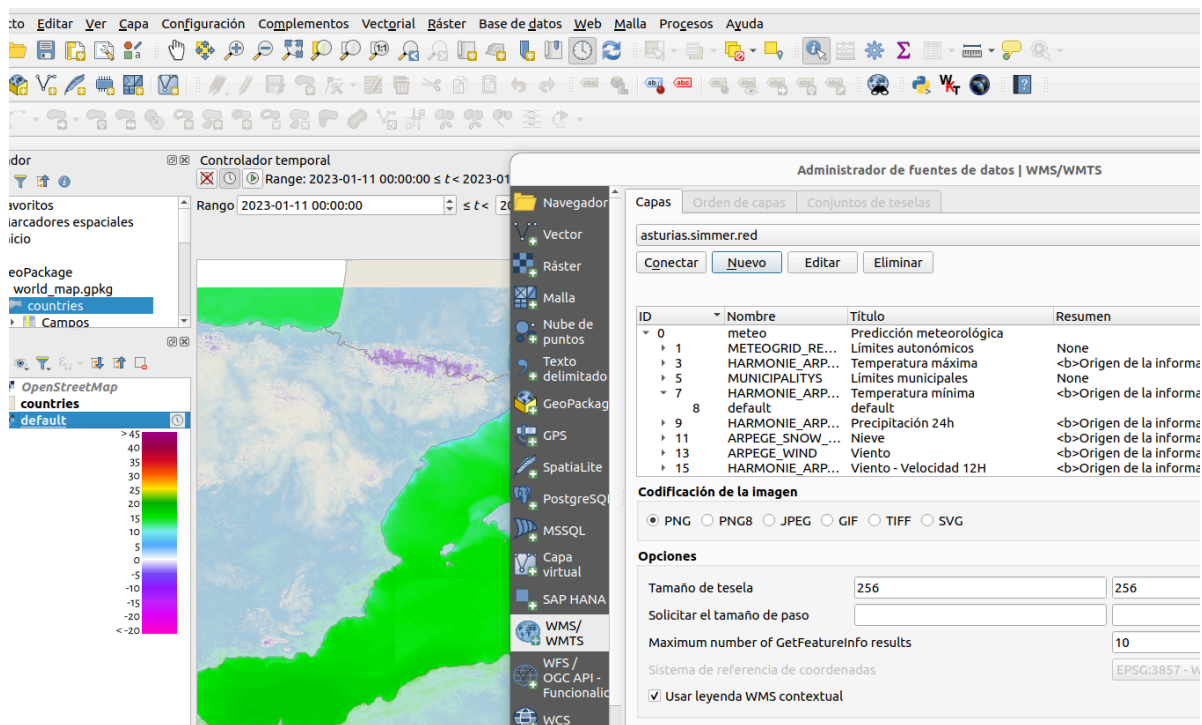 cto Editar Ver Capa Configuración Complementos Vectorial Ráster Base de datos Web Malla Procesos Ayuda
ador
Controlador temporal
Range: 2023-01-11 00:00:00 ≤ t < 2023-01
Rango 2023-01-11 00:00:00 ≤ t < 20
avoritos
larcadores espaciales
icio
eoPackage
world_map.gpkg
countries
Campos
OpenStreetMap
countries
default
> 45
40
35
30
25
20
15
10
5
0
-5
-10
-15
-20
< -20
Administrador de fuentes de datos | WMS/WMTS
Navegador
Vector
Ráster
Malla
Nube de
puntos
Texto
delimitado
GeoPackag
GPS
SpatiaLite
PostgreSQl
MSSQL
Capa
virtual
SAP HANA
WMS/
WMTS
WFS /
OGC API -
Funcionalid
WCS
Capas Orden de capas Conjuntos de teselas
asturias.simmer.red
Conectar Nuevo Editar Eliminar
ID Nombre Título Resumen
0 meteo Predicción meteorológica
1 METEOGRID_RE... Límites autonómicos None
3 HARMONIE_ARP... Temperatura máxima <b>Origen de la informa
5 MUNICIPALITYS Límites municipales None
7 HARMONIE_ARP... Temperatura mínima <b>Origen de la informa
8 default default
9 HARMONIE_ARP... Precipitación 24h <b>Origen de la informa
11 ARPEGE_SNOW_... Nieve <b>Origen de la informa
13 ARPEGE_WIND Viento <b>Origen de la informa
15 HARMONIE_ARP... Viento - Velocidad 12H <b>Origen de la informa
Codificación de la imagen
PNG PNG8 JPEG GIF TIFF SVG
Opciones
Tamaño de tesela 256 256
Solicitar el tamaño de paso
Maximum number of GetFeatureInfo results 10
Sistema de referencia de coordenadas EPSG:3857 - W
Usar leyenda WMS contextual